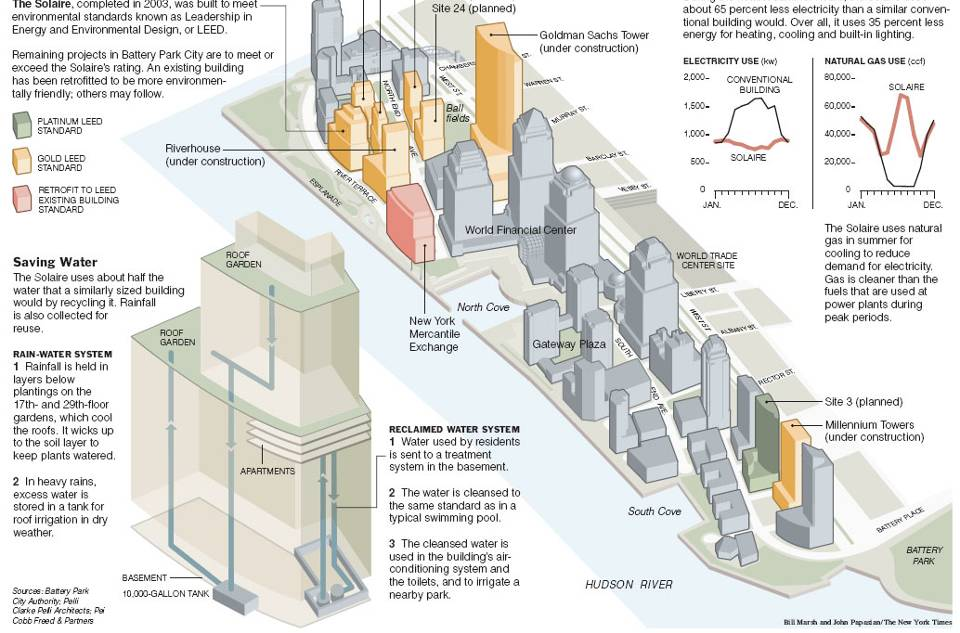 The Solaire, completed in 2003, was built to meet
environmental standards known as Leadership in
Energy and Environmental Design, or LEED.
Remaining projects in Battery Park City are to meet or
exceed the Solaire's rating. An existing building
has been retrofitted to be more environmen-
tally friendly; others may follow.
PLATINUM LEED
STANDARD
GOLD LEED
STANDARD
RETROFIT TO LEED
EXISTING BUILDING
STANDARD
Site 24 (planned)
Goldman Sachs Tower
(under construction)
CHAMBERS
WEST ST.
WARREN ST.
NORTH END
AVE.
Ball
fields
MURRAY ST.
Riverhouse
(under construction)
BARCLAY ST.
RIVER TERRACE
ESPLANADE
VESEY ST.
World Financial Center
WORLD TRADE
CENTER SITE
LIBERTY ST.
North Cove
New York
Mercantile
Exchange
Gateway Plaza
WEST ST.
ALBANY ST.
SOUTH
END AVE.
RECTOR ST.
Site 3 (planned)
Millennium Towers
(under construction)
South Cove
BATTERY PLACE
BATTERY
PARK
HUDSON RIVER
about 65 percent less electricity than a similar conven-
tional building would. Over all, it uses 35 percent less
energy for heating, cooling and built-in lighting.
ELECTRICITY USE (kw)
2,000
1,500
1,000
500
0
CONVENTIONAL
BUILDING
SOLAIRE
JAN.
DEC.
NATURAL GAS USE (ccf)
80,000
60,000
40,000
20,000
0
SOLAIRE
JAN.
DEC.
The Solaire uses natural
gas in summer for
cooling to reduce
demand for electricity.
Gas is cleaner than the
fuels that are used at
power plants during
peak periods.
Saving Water
The Solaire uses about half the
water that a similarly sized building
would by recycling it. Rainfall
is also collected for
reuse.
RAIN-WATER SYSTEM
1 Rainfall is held in
layers below
plantings on the
17th- and 29th-floor
gardens, which cool
the roofs. It wicks up
to the soil layer to
keep plants watered.
2 In heavy rains,
excess water is
stored in a tank for
roof irrigation in dry
weather.
ROOF
GARDEN
ROOF
GARDEN
APARTMENTS
BASEMENT
10,000-GALLON TANK
RECLAIMED WATER SYSTEM
1 Water used by residents
is sent to a treatment
system in the basement.
2 The water is cleansed to
the same standard as in a
typical swimming pool.
3 The cleansed water is
used in the building's air-
conditioning system and
the toilets, and to irrigate a
nearby park.
Sources: Battery Park
City Authority; Pelli
Clarke Pelli Architects; Pei
Cobb Freed & Partners
Bill Marsh and John Papasian/The New York Times